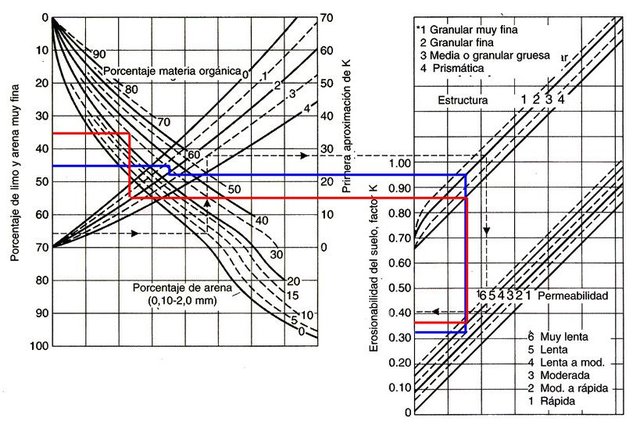 Porcentaje de limo y arena muy fina
0
10
20
30
40
50
60
70
80
90
100
Porcentaje materia orgánica
0
1
2
3
4
90
80
70
60
50
40
30
20
15
10
5
0
Porcentaje de arena
(0,10-2,0 mm)
70
60
50
40
30
20
10
0
Primera aproximación de K
*1 Granular muy fina
2 Granular fina
3 Media o granular gruesa
4 Prismática
ar
Estructura
1 2 3 4
Erosionabilidad del suelo, factor K
1.00
0.90
0.80
0.70
0.60
0.50
0.40
0.30
0.20
0.10
0
6 5 4 3 2 1 Permeabilidad
6 Muy lenta
5 Lenta
4 Lenta a mod.
3 Moderada
2 Mod. a rápida
1 Rápida